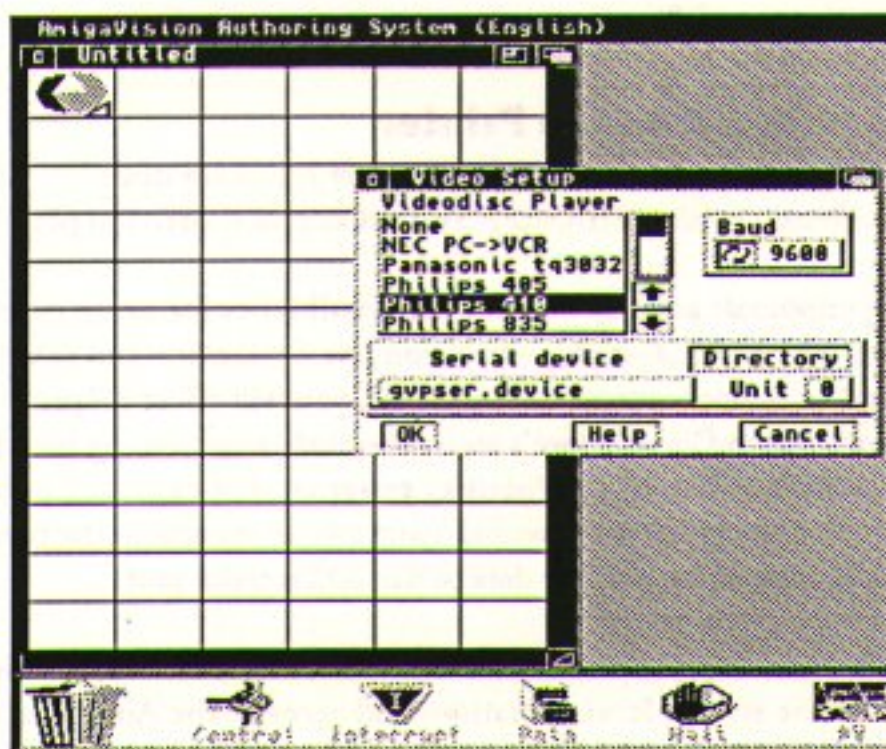 AmigaVision Authoring System (English)
Untitled
Video Setup
Videodisc Player
None
NEC PC->VCR
Panasonic tq3032
Philips 405
Philips 410
Philips 835
Baud
9600
Serial device
Directory
gvpser.device
Unit 0
OK
Help
Cancel
Control
Interrupt
Data
Wait
AV